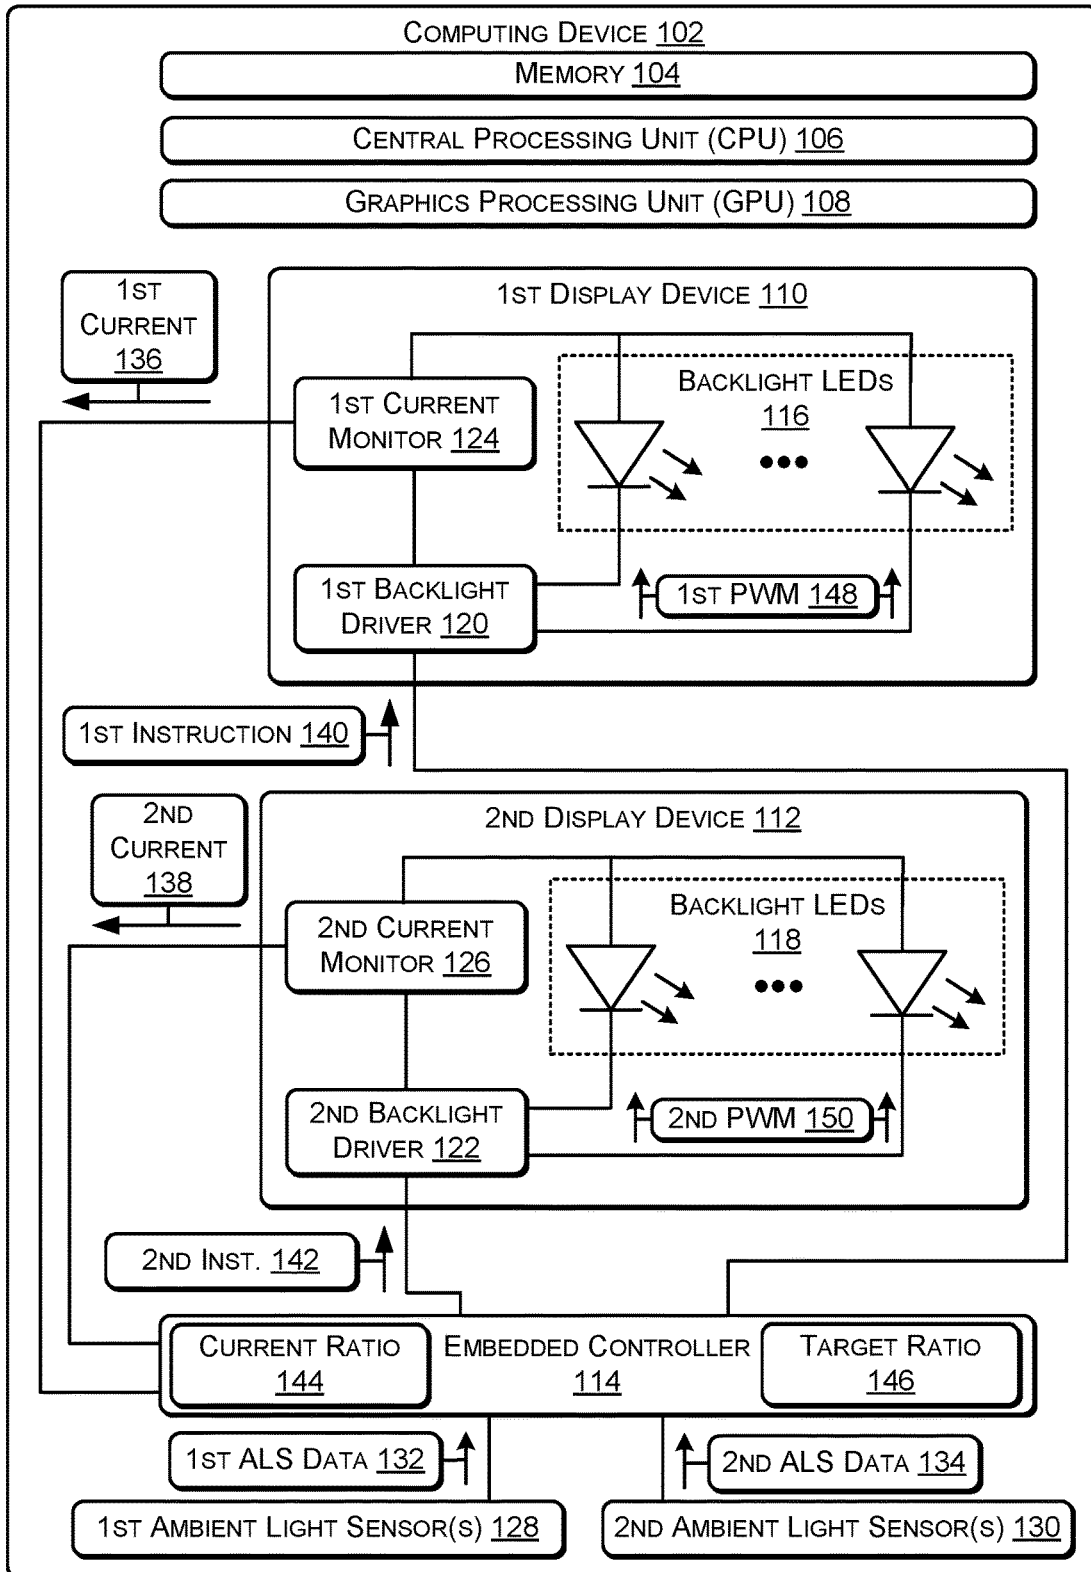 COMPUTING DEVICE 102
MEMORY 104
CENTRAL PROCESSING UNIT (CPU) 106
GRAPHICS PROCESSING UNIT (GPU) 108
1ST
CURRENT
136
1ST DISPLAY DEVICE 110
1ST CURRENT
MONITOR 124
BACKLIGHT LEDS
116
1ST BACKLIGHT
DRIVER 120
1ST PWM 148
1ST INSTRUCTION 140
2ND
CURRENT
138
2ND DISPLAY DEVICE 112
2ND CURRENT
MONITOR 126
BACKLIGHT LEDS
118
2ND BACKLIGHT
DRIVER 122
2ND PWM 150
2ND INST. 142
CURRENT RATIO
144
EMBEDDED CONTROLLER
114
TARGET RATIO
146
1ST ALS DATA 132
2ND ALS DATA 134
1ST AMBIENT LIGHT SENSOR(S) 128
2ND AMBIENT LIGHT SENSOR(S) 130